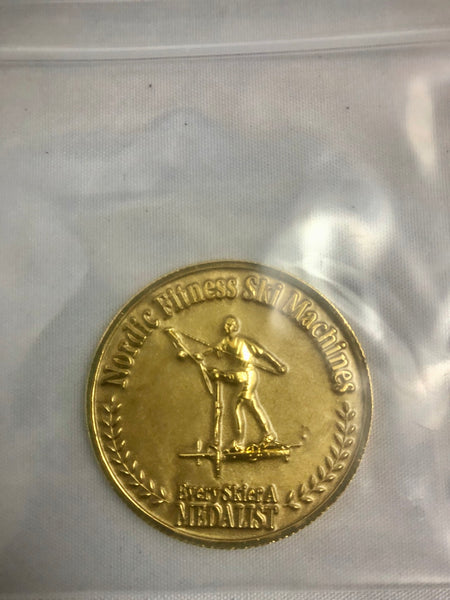 Nordic Fitness Ski Machines
Every Skier A
MEDALIST